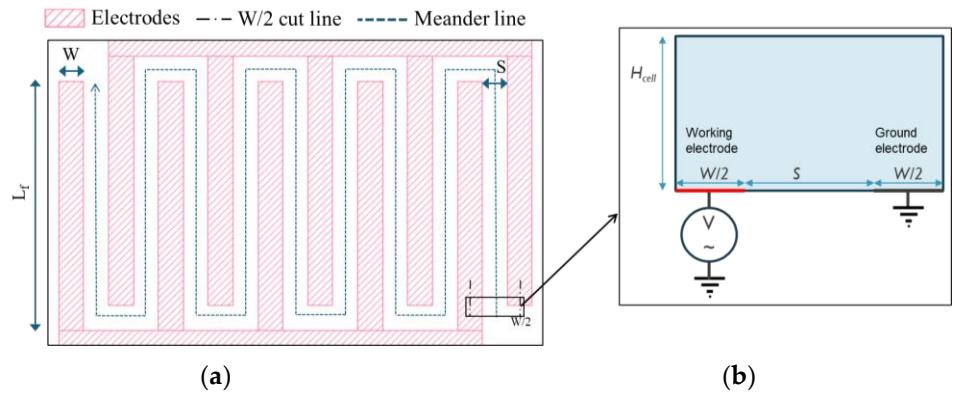 Electrodes W/2 cut line Meander line
W
S
L_f
W/2
(a)
H_cell
Working
electrode
Ground
electrode
W/2 S W/2
V
~
(b)